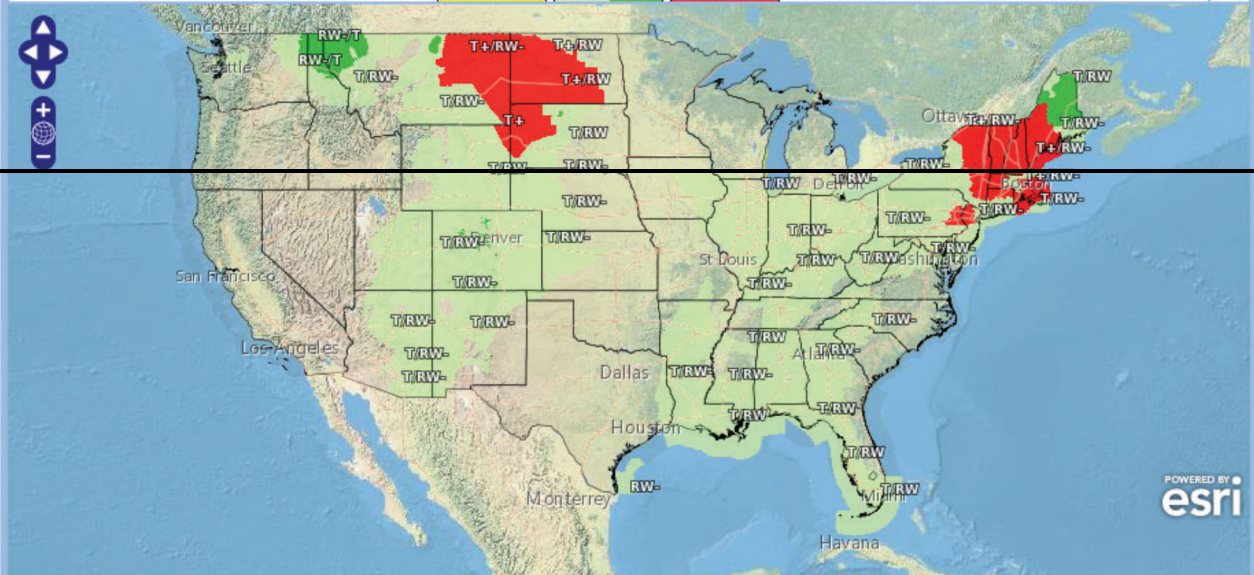 Vancouver
RW-/T
T+/RW-
T+/RW
RW-/T
Seattle
T/RW-
T+/RW
T/RW
T/RW-
Ottawa
T+/RW-
T+
T/RW-
T/RW
T+/RW-
T/RW-
T/RW-
T/RW-
T+/RW-
T/RW
Detroit
T/RW-
Boston
T/RW-
T/RW-
T/RW-
T/RW-
T/RW-
Denver
T/RW-
T/RW-
T/RW-
St Louis
T/RW
T/RW-
Washington
San Francisco
T/RW-
T/RW-
T/RW-
T/RW-
T/RW-
Los Angeles
T/RW-
T/RW
Atlanta
T/RW-
T/RW-
Dallas
T/RW-
T/RW-
T/RW-
T/RW
Houston
T/RW
RW-
Monterrey
T/RW
Miami
Havana
POWERED BY
esri